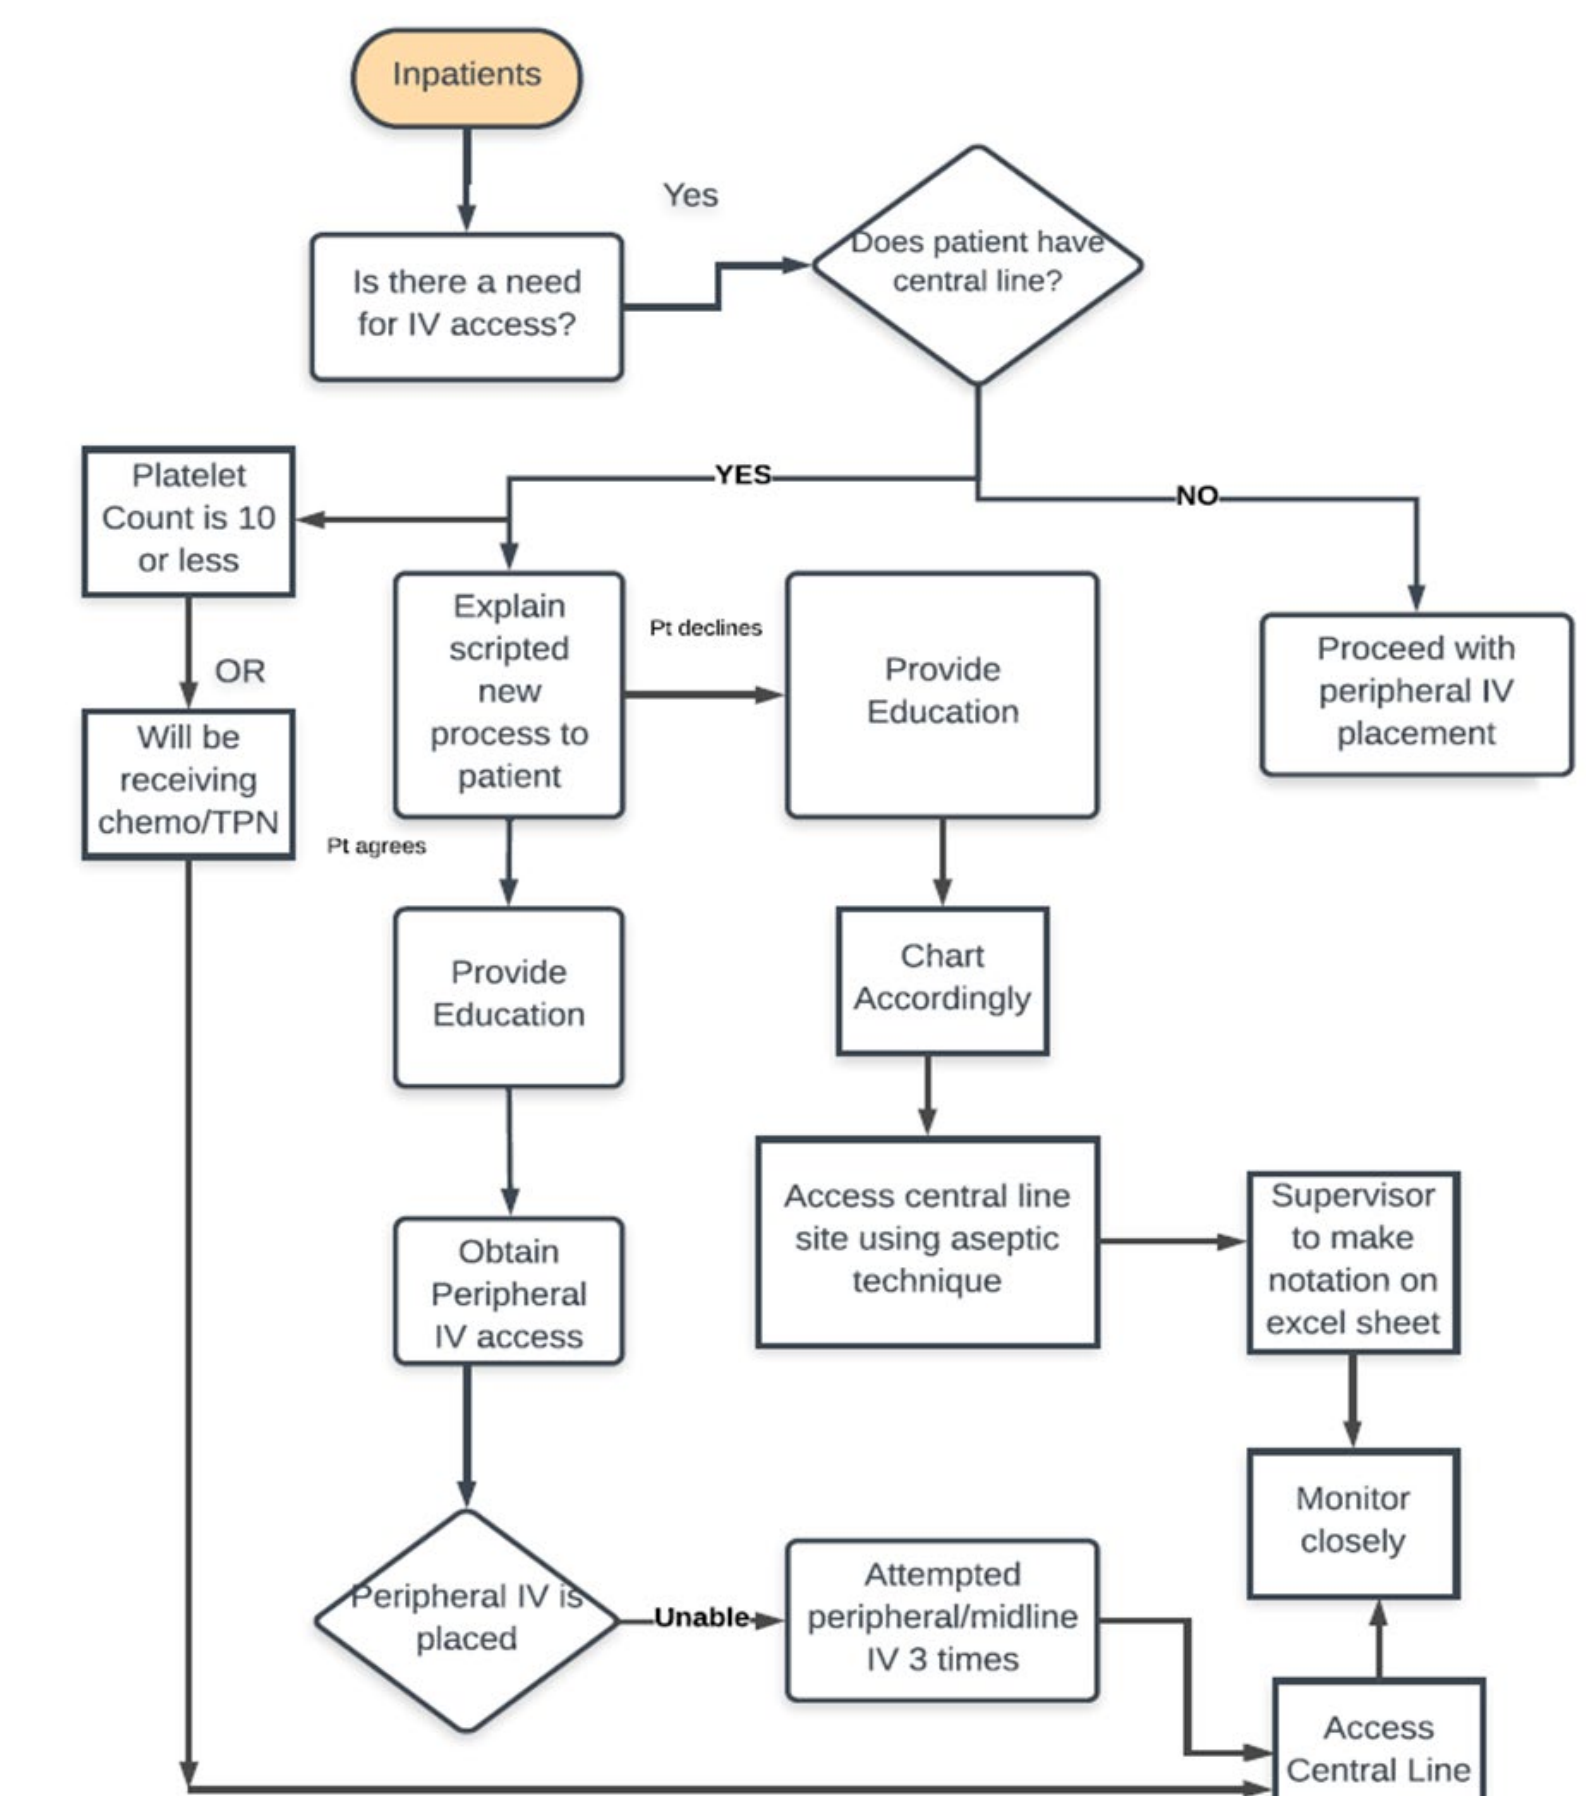 Inpatients
Yes
Does patient have
central line?
Is there a need
for IV access?
YES
NO
Platelet
Count is 10
or less
OR
Will be
receiving
chemo/TPN
Explain
scripted
new
process to
patient
Pt declines
Provide
Education
Proceed with
peripheral IV
placement
Pt agrees
Provide
Education
Chart
Accordingly
Access central line
site using aseptic
technique
Supervisor
to make
notation on
excel sheet
Obtain
Peripheral
IV access
Monitor
closely
Peripheral IV is
placed
Unable
Attempted
peripheral/midline
IV 3 times
Access
Central Line